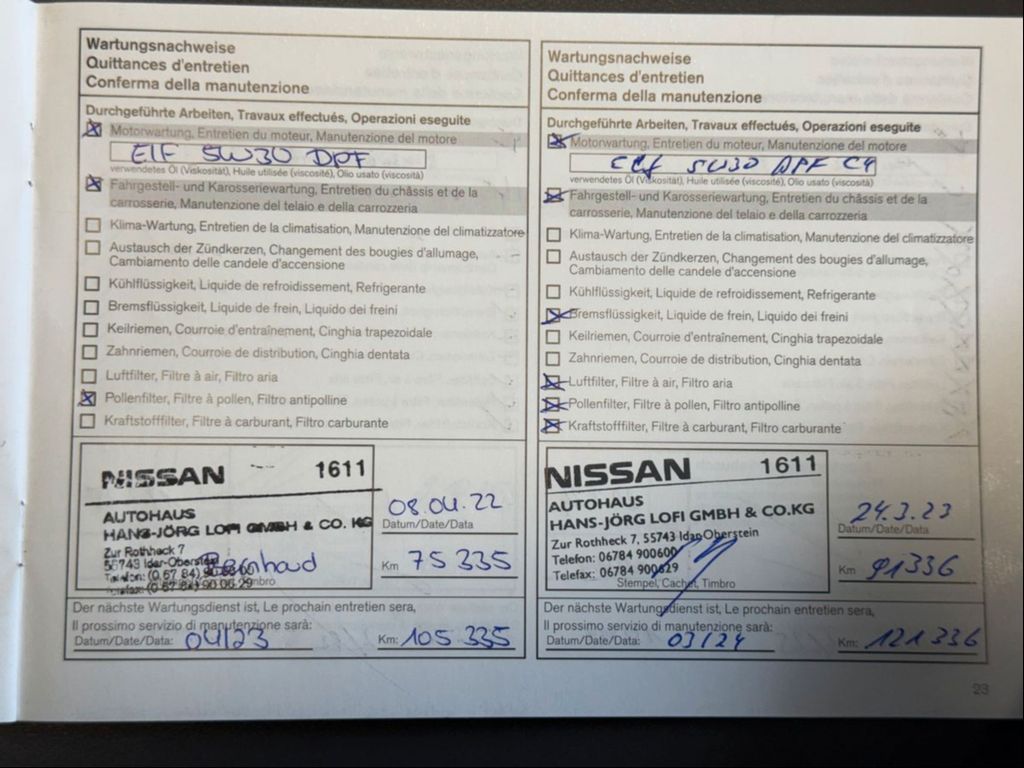 Wartungsnachweise
Quittances d'entretien
Conferma della manutenzione
Durchgeführte Arbeiten, Travaux effectués, Operazioni eseguite
Motorwartung, Entretien du moteur, Manutenzione del motore
ElF 5W30 DPF
verwendetes Öl (Viskosität), Huile utilisée (viscosité), Olio usato (viscosità)
Fahrgestell- und Karosseriewartung, Entretien du châssis et de la
carrosserie, Manutenzione del telaio e della carrozzeria
Klima-Wartung, Entretien de la climatisation, Manutenzione del climatizzatore
Austausch der Zündkerzen, Changement des bougies d'allumage,
Cambiamento delle candele d'accensione
Kühlflüssigkeit, Liquide de refroidissement, Refrigerante
Bremsflüssigkeit, Liquide de frein, Liquido dei freini
Keilriemen, Courroie d'entraînement, Cinghia trapezoidale
Zahnriemen, Courroie de distribution, Cinghia dentata
Luftfilter, Filtre à air, Filtro aria
Pollenfilter, Filtre à pollen, Filtro antipolline
Kraftstofffilter, Filtre à carburant, Filtro carburante
NISSAN 1611
AUTOHAUS
HANS-JÖRG LOFI GMBH & CO. KG
Zur Rothheck 7
55743 Idar-Oberstein
08.04.22
Datum/Date/Data
Km 75 335
Der nächste Wartungsdienst ist, Le prochain entretien sera,
Il prossimo servizio di manutenzione sarà:
Datum/Date/Data: 04/23 Km: 105 335
Wartungsnachweise
Quittances d'entretien
Conferma della manutenzione
Durchgeführte Arbeiten, Travaux effectués, Operazioni eseguite
Motorwartung, Entretien du moteur, Manutenzione del motore
Elf 5W30 DPF C4
verwendetes Öl (Viskosität), Huile utilisée (viscosité), Olio usato (viscosità)
Fahrgestell- und Karosseriewartung, Entretien du châssis et de la
carrosserie, Manutenzione del telaio e della carrozzeria
Klima-Wartung, Entretien de la climatisation, Manutenzione del climatizzatore
Austausch der Zündkerzen, Changement des bougies d'allumage,
Cambiamento delle candele d'accensione
Kühlflüssigkeit, Liquide de refroidissement, Refrigerante
Bremsflüssigkeit, Liquide de frein, Liquido dei freini
Keilriemen, Courroie d'entraînement, Cinghia trapezoidale
Zahnriemen, Courroie de distribution, Cinghia dentata
Luftfilter, Filtre à air, Filtro aria
Pollenfilter, Filtre à pollen, Filtro antipolline
Kraftstofffilter, Filtre à carburant, Filtro carburante
NISSAN 1611
AUTOHAUS
HANS-JÖRG LOFI GMBH & CO.KG
Zur Rothheck 7, 55743 Idar-Oberstein
Telefon: 06784 900600
Telefax: 06784 900629
Stempel, Cachet, Timbro
24.3.23
Datum/Date/Data
Km 91336
Der nächste Wartungsdienst ist, Le prochain entretien sera,
Il prossimo servizio di manutenzione sarà:
Datum/Date/Data: 03/24 Km: 121 336
23